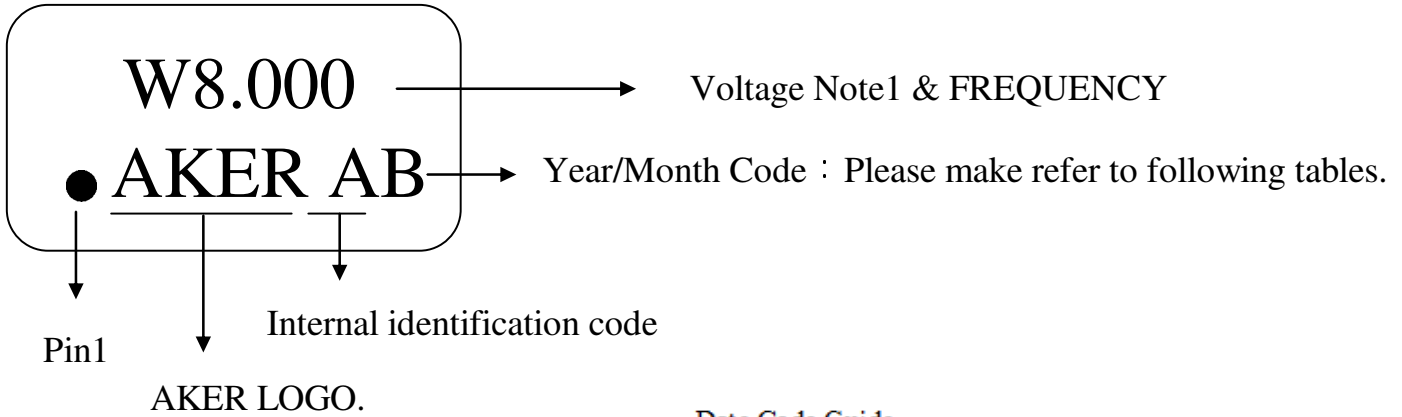 W8.000
Voltage Note1 & FREQUENCY
AKER AB
Year/Month Code：Please make refer to following tables.
Internal identification code
Pin1
AKER LOGO.